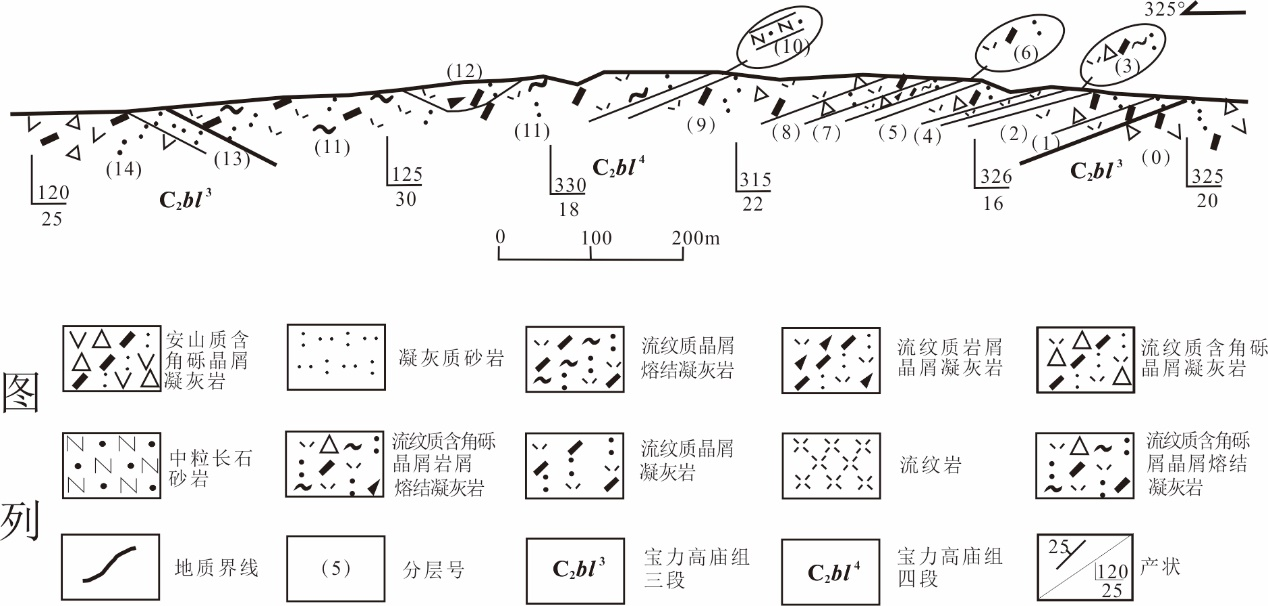 325°
(10)
(6)
(3)
(12)
(14)
(13)
(11)
(11)
(9)
(8)
(7)
(5)
(4)
(2)
(1)
(0)
C₂bl³
C₂bl⁴
C₂bl³
120
25
125
30
330
18
315
22
326
16
325
20
0 100 200m
图
列
安山质含
角砾晶屑
凝灰岩
凝灰质砂岩
流纹质晶屑
熔结凝灰岩
流纹质岩屑
晶屑凝灰岩
流纹质含角砾
晶屑凝灰岩
中粒长石
砂岩
流纹质含角砾
晶屑岩屑
熔结凝灰岩
流纹质晶屑
凝灰岩
流纹岩
流纹质含角砾
屑晶屑熔结
凝灰岩
地质界线
(5)
分层号
C₂bl³
宝力高庙组
三段
C₂bl⁴
宝力高庙组
四段
25
120
25
产状